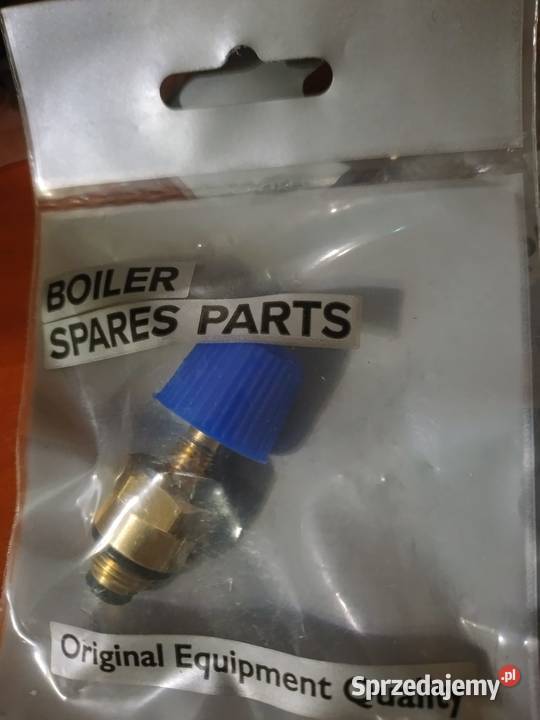 BOILER
SPARES PARTS
Original Equipment Quality
Sprzedajemy.pl